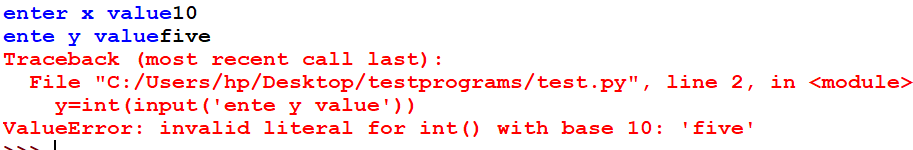 enter x value10
ente y valuefive
Traceback (most recent call last):
  File "C:/Users/hp/Desktop/testprograms/test.py", line 2, in <module>
    y=int(input('ente y value'))
ValueError: invalid literal for int() with base 10: 'five'
>>>